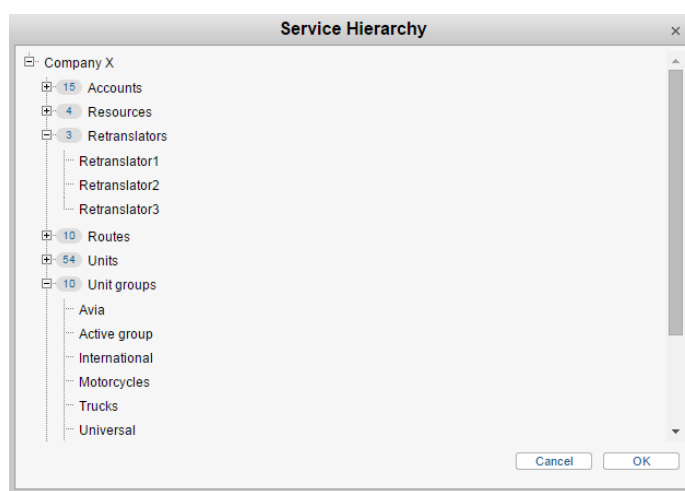 Service Hierarchy ×
Company X
15 Accounts
4 Resources
3 Retranslators
Retranslator1
Retranslator2
Retranslator3
10 Routes
54 Units
10 Unit groups
Avia
Active group
International
Motorcycles
Trucks
Universal
Cancel OK